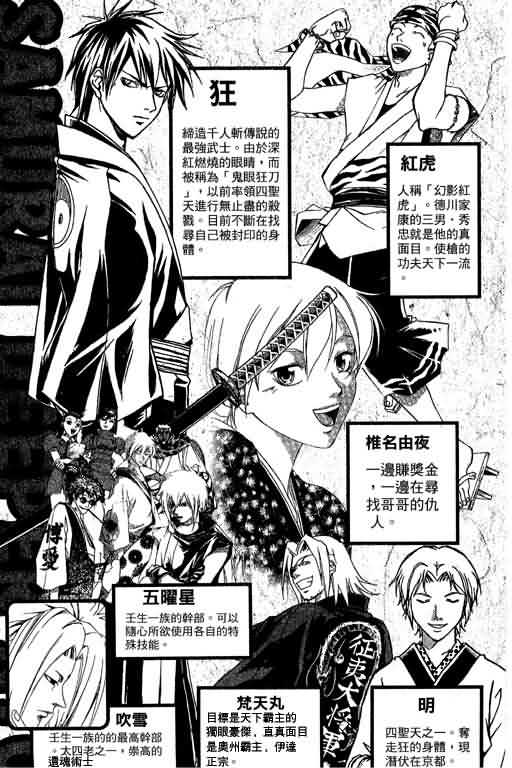 SAMURAI DEEPER
狂
締造千人斬傳說的
最強武士。由於深
紅燃燒的眼睛，而
被稱為「鬼眼狂刀
」，以前率領四聖
天進行無止盡的殺
戮。目前不斷在找
尋自己被封印的身
體。
紅虎
人稱「幻影紅
虎」。德川家
康的三男·秀
忠就是他的真
面目。使槍的
功夫天下一流
。
椎名由夜
一邊賺獎金
，一邊在尋
找哥哥的仇
人。
博愛
五曜星
壬生一族的幹部。可以
隨心所欲使用各自的特
殊技能。
征夷大将軍
吹雪
壬生一族的的最高幹部
。太四老之一，崇高的
還魂術士
梵天丸
目標是天下霸主的
獨眼豪傑，直真面目
是奧州霸主，伊達
正宗。
明
四聖天之一。奪
走狂的身體，現
潛伏在京都。